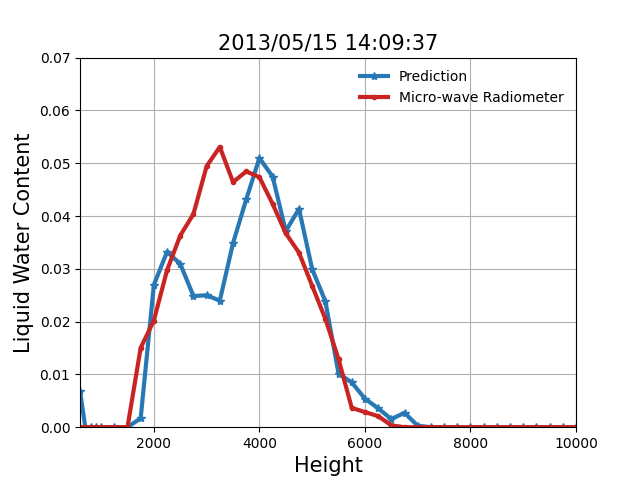 2013/05/15 14:09:37
0.07
0.06
0.05
0.04
0.03
0.02
0.01
0.00
Liquid Water Content
Prediction
Micro-wave Radiometer
2000 4000 6000 8000 10000
Height